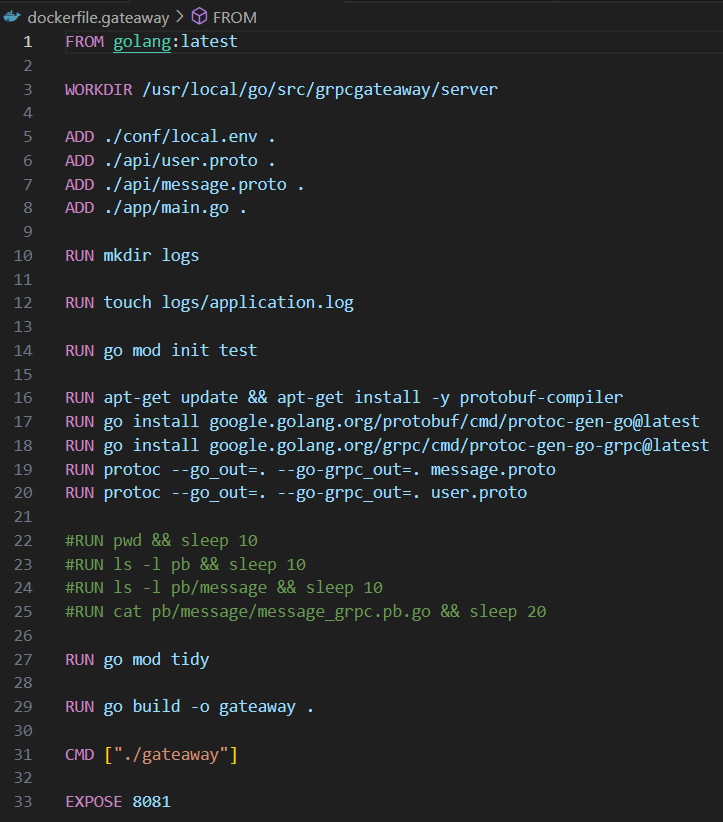 dockerfile.gateaway > FROM
1 FROM golang:latest
2
3 WORKDIR /usr/local/go/src/grpcgateaway/server
4
5 ADD ./conf/local.env .
6 ADD ./api/user.proto .
7 ADD ./api/message.proto .
8 ADD ./app/main.go .
9
10 RUN mkdir logs
11
12 RUN touch logs/application.log
13
14 RUN go mod init test
15
16 RUN apt-get update && apt-get install -y protobuf-compiler
17 RUN go install google.golang.org/protobuf/cmd/protoc-gen-go@latest
18 RUN go install google.golang.org/grpc/cmd/protoc-gen-go-grpc@latest
19 RUN protoc --go_out=. --go-grpc_out=. message.proto
20 RUN protoc --go_out=. --go-grpc_out=. user.proto
21
22 #RUN pwd && sleep 10
23 #RUN ls -l pb && sleep 10
24 #RUN ls -l pb/message && sleep 10
25 #RUN cat pb/message/message_grpc.pb.go && sleep 20
26
27 RUN go mod tidy
28
29 RUN go build -o gateaway .
30
31 CMD ["./gateaway"]
32
33 EXPOSE 8081